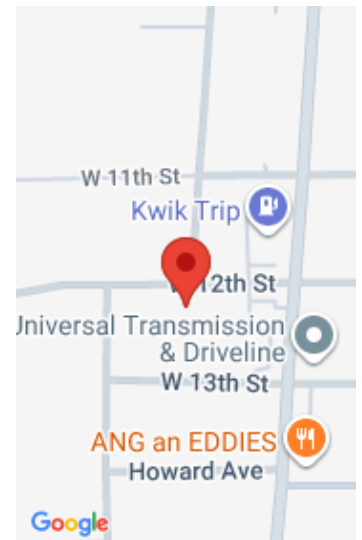 W 11th St
Kwik Trip
12th St
Universal Transmission
& Driveline
W 13th St
ANG an EDDIES
Howard Ave
Google